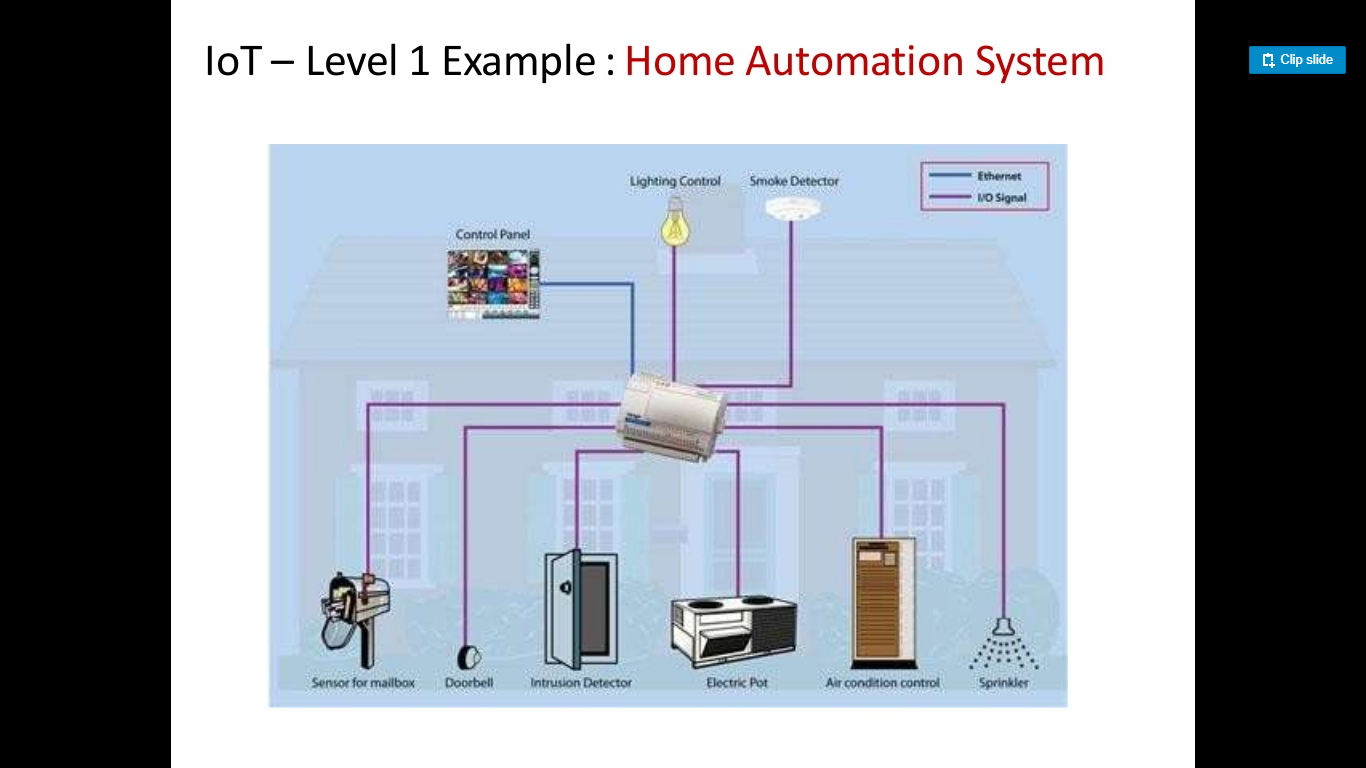 IoT – Level 1 Example : Home Automation System
Clip slide
Lighting Control
Smoke Detector
Ethernet
I/O Signal
Control Panel
Sensor for mailbox
Doorbell
Intrusion Detector
Electric Pot
Air condition control
Sprinkler